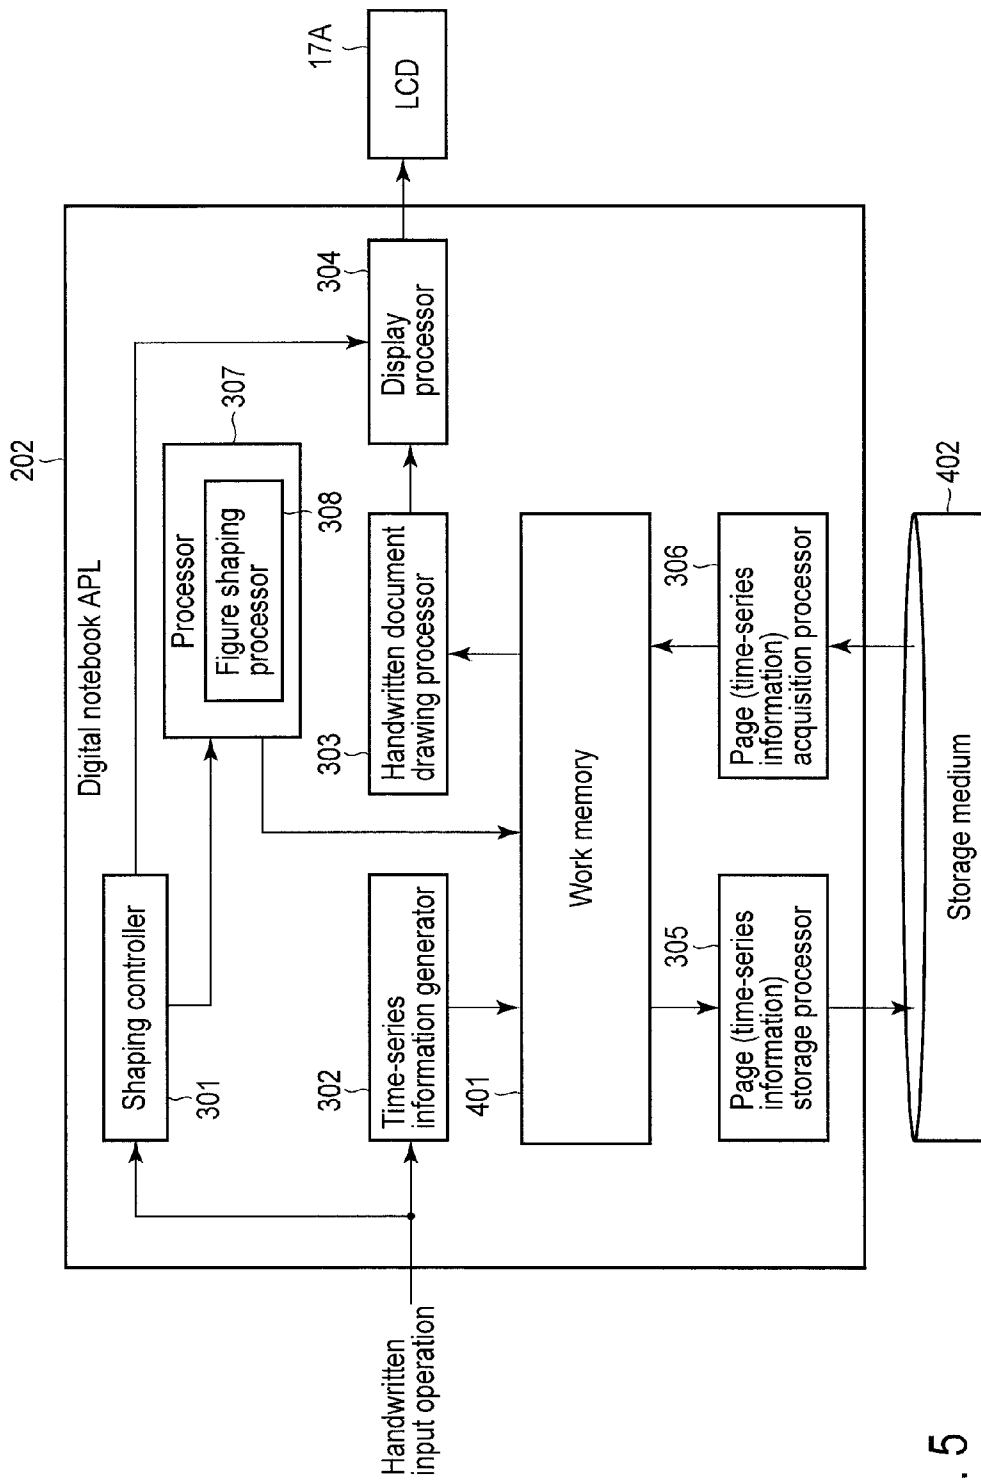 202
Digital notebook APL
Shaping controller
301
Processor
307
Figure shaping
processor
308
Handwritten
input operation
302
Time-series
information generator
303
Handwritten document
drawing processor
304
Display
processor
17A
LCD
401
Work memory
305
Page (time-series
information)
storage processor
306
Page (time-series
information)
acquisition processor
402
Storage medium
. 5